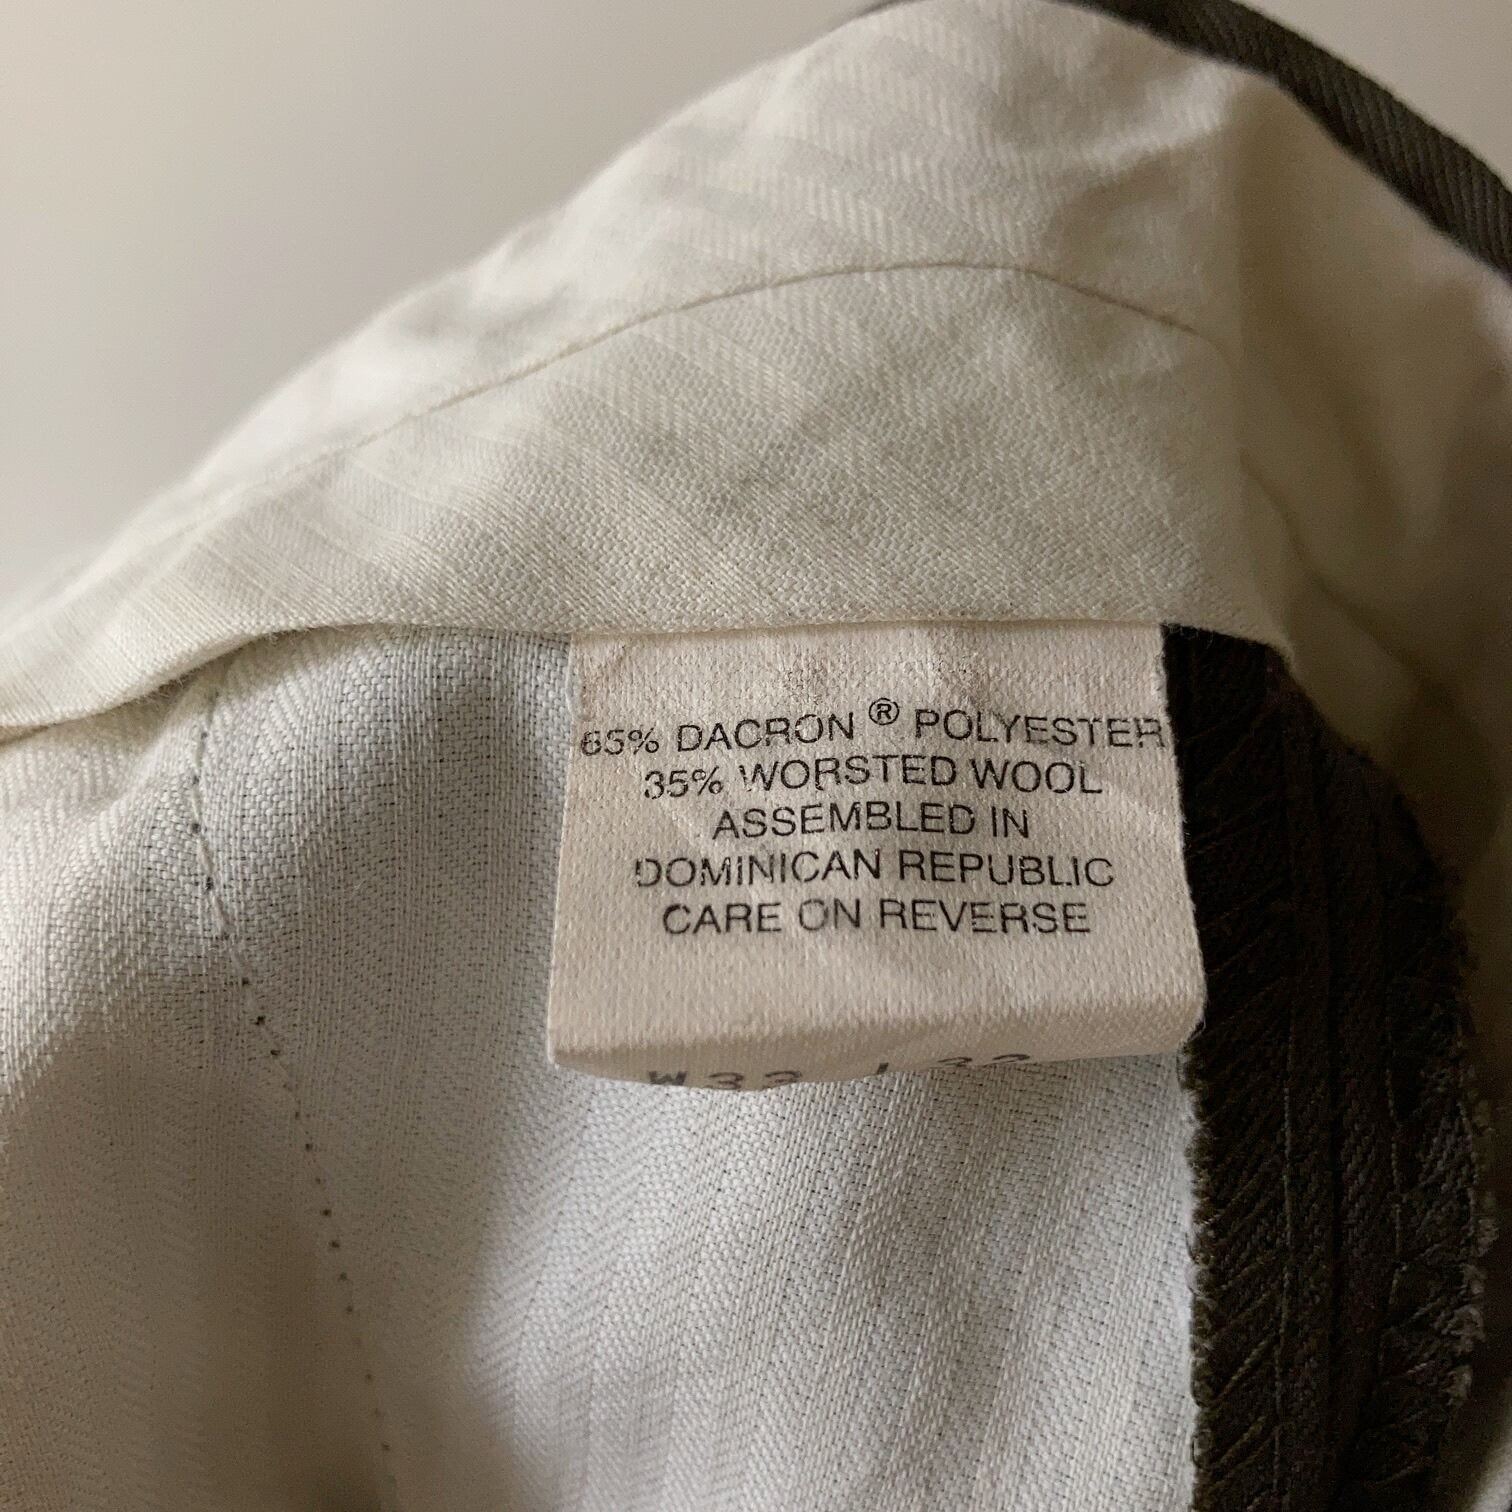 65% DACRON ® POLYESTER
35% WORSTED WOOL
ASSEMBLED IN
DOMINICAN REPUBLIC
CARE ON REVERSE